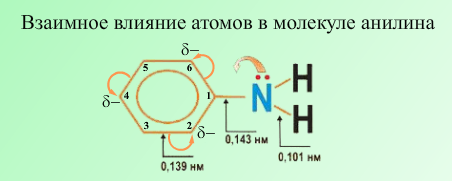 Взаимное влияние атомов в молекуле анилина
δ–
5
6
H
δ–
4
1
N
3
2
δ–
H
0,143 нм
0,139 нм
0,101 нм